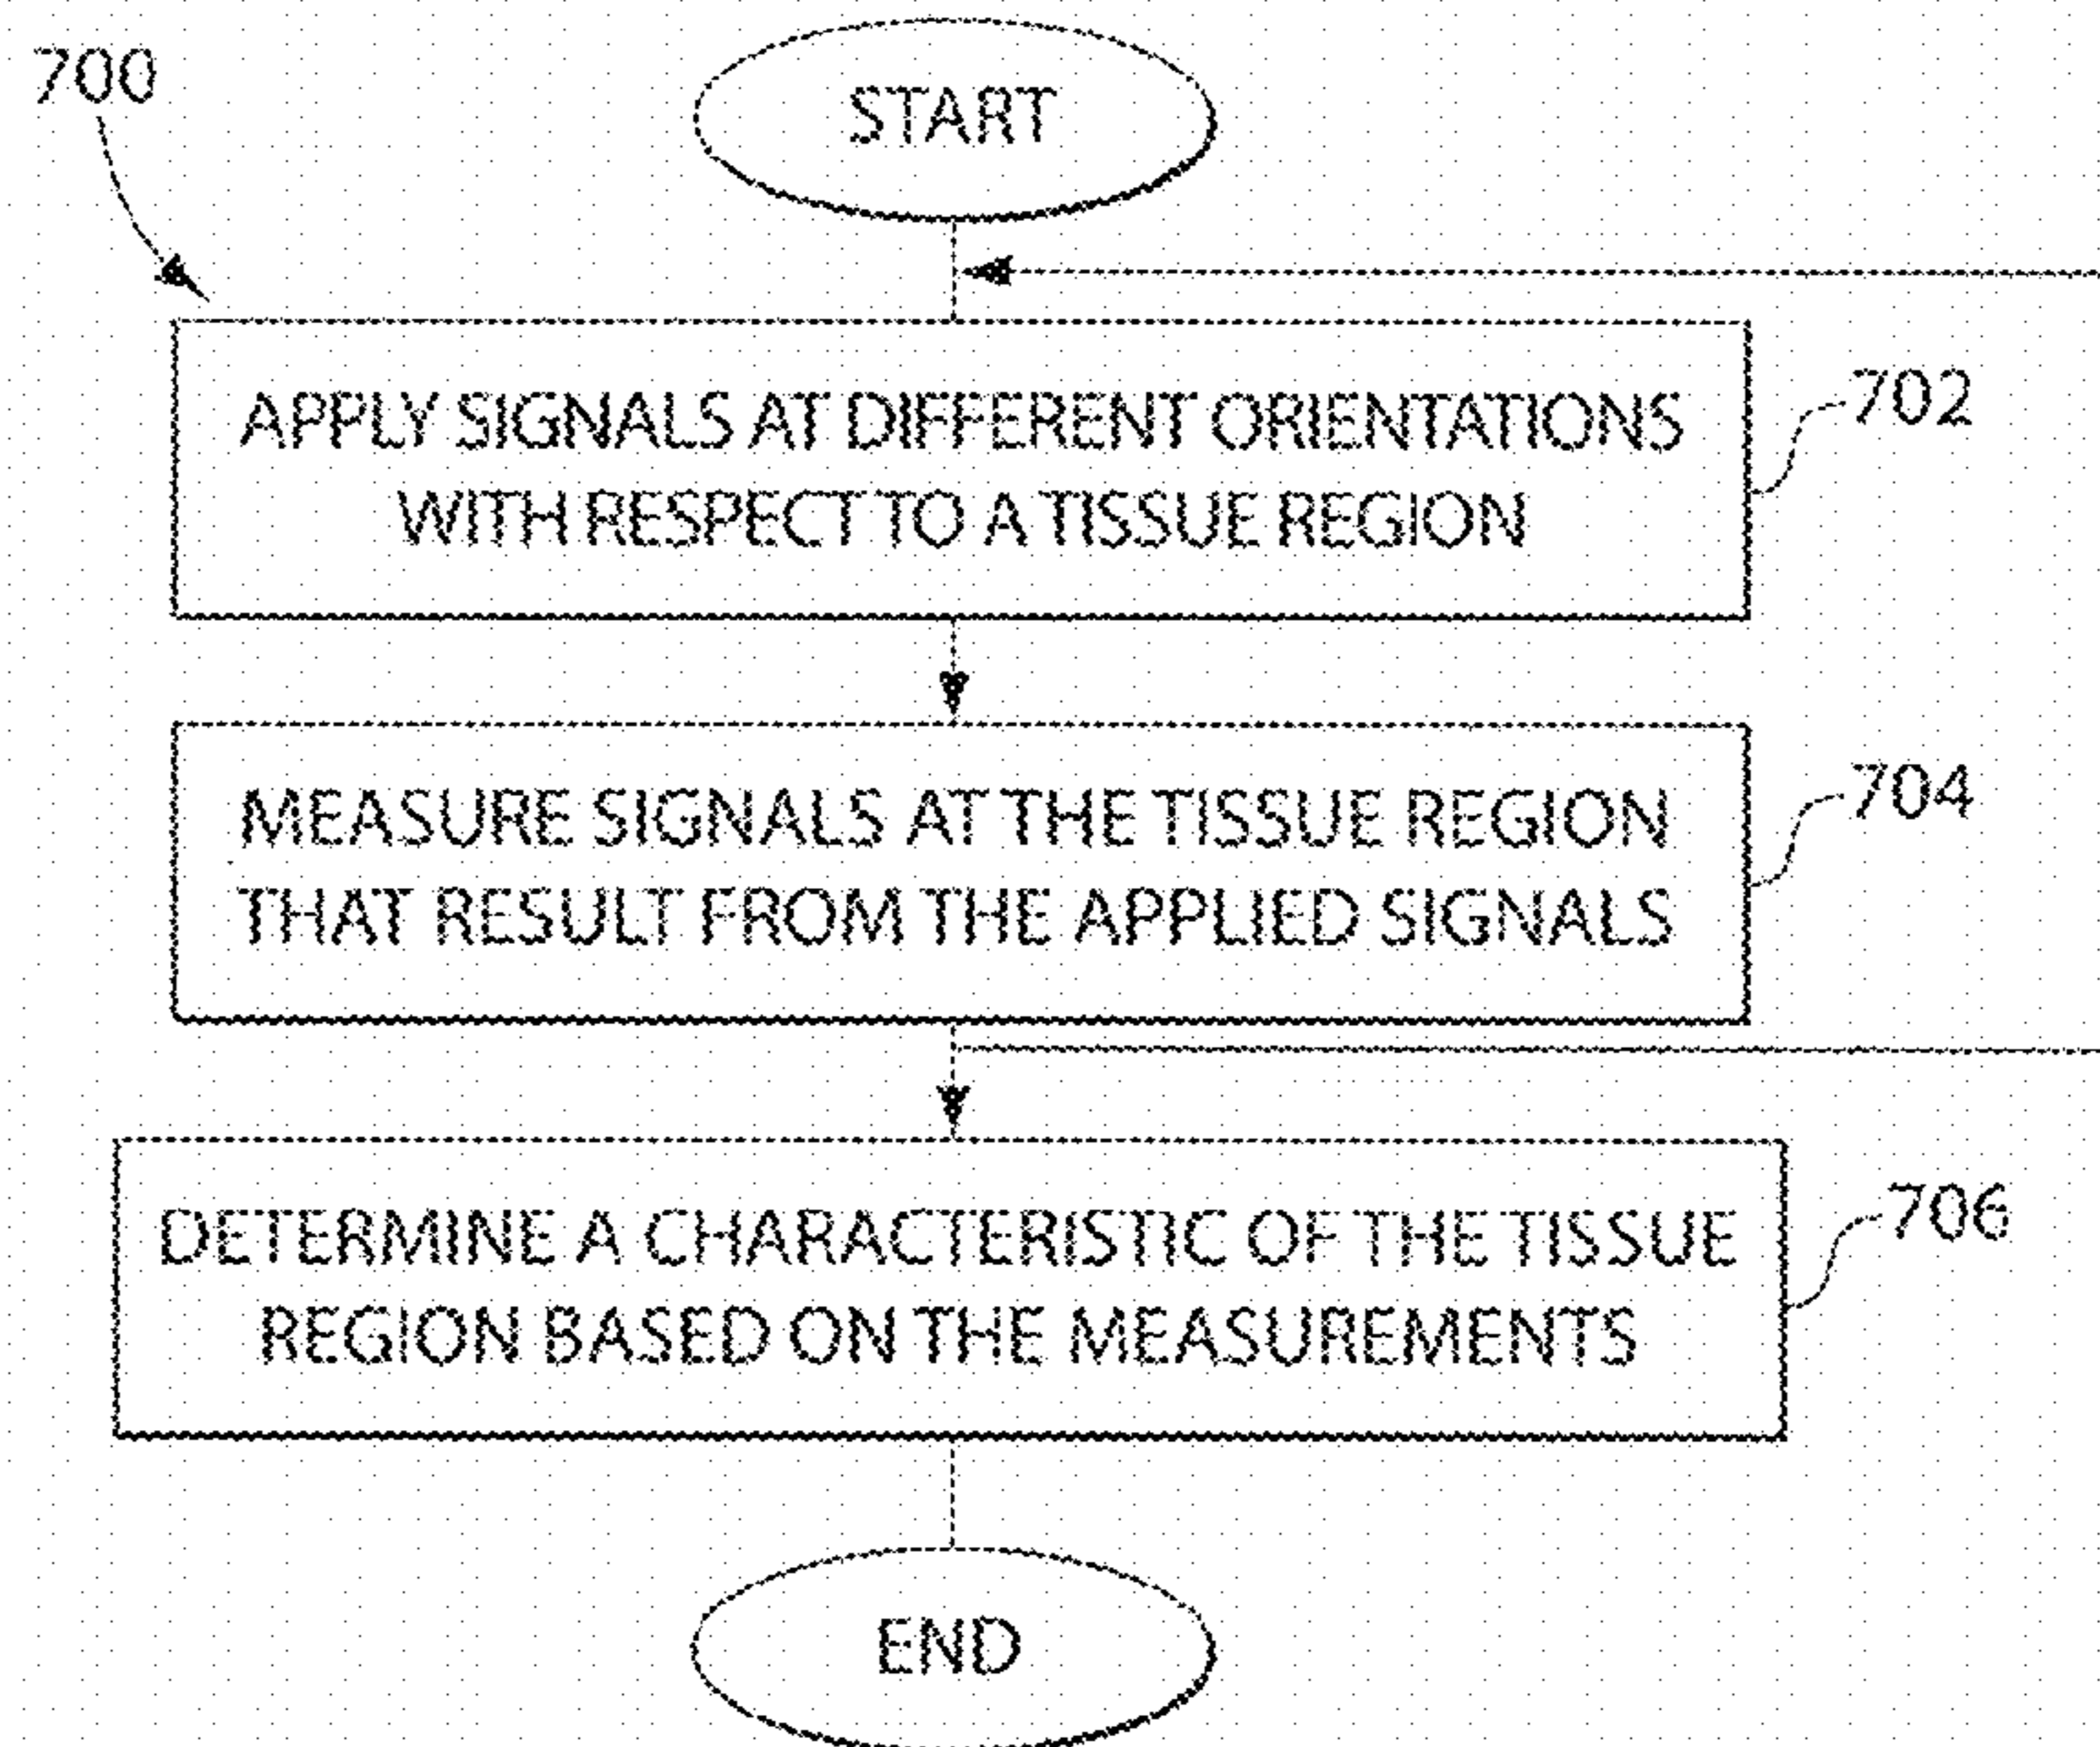 700
START
APPLY SIGNALS AT DIFFERENT ORIENTATIONS
WITH RESPECT TO A TISSUE REGION
702
MEASURE SIGNALS AT THE TISSUE REGION
THAT RESULT FROM THE APPLIED SIGNALS
704
DETERMINE A CHARACTERISTIC OF THE TISSUE
REGION BASED ON THE MEASUREMENTS
706
END